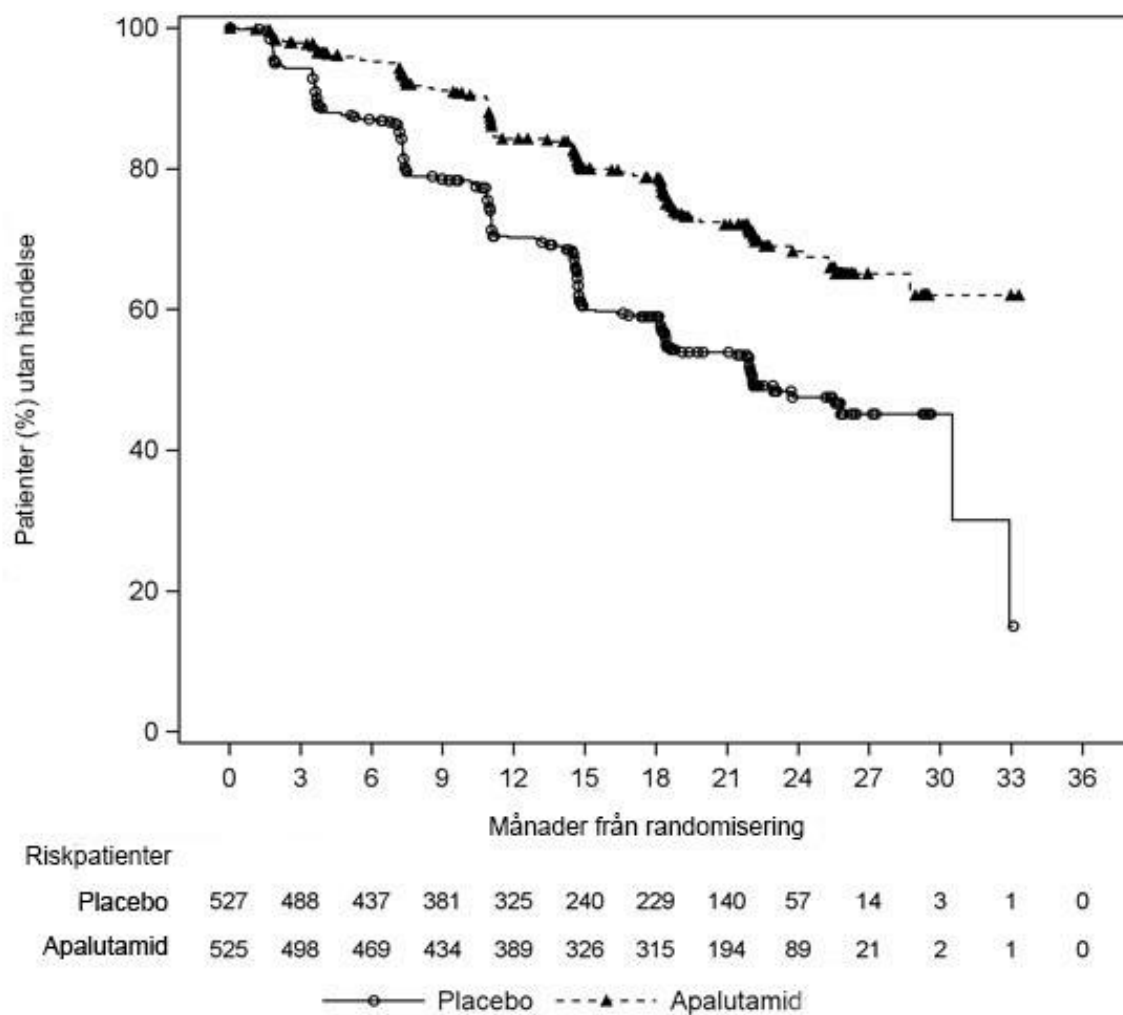 100
80
60
40
20
0
Patienter (%) utan händelse
0 3 6 9 12 15 18 21 24 27 30 33 36
Månader från randomisering
Riskpatienter
Placebo 527 488 437 381 325 240 229 140 57 14 3 1 0
Apalutamid 525 498 469 434 389 326 315 194 89 21 2 1 0
Placebo Apalutamid